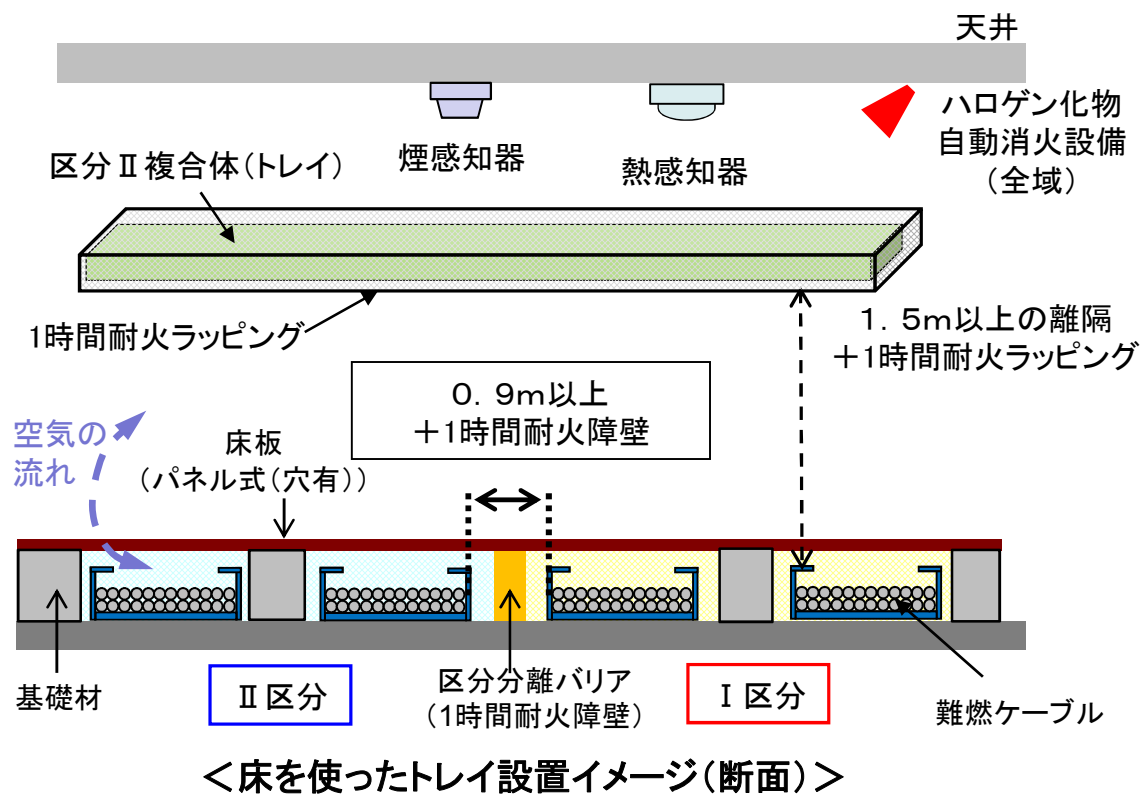 天井
ハロゲン化物
自動消火設備
（全域）
煙感知器
熱感知器
区分Ⅱ複合体（トレイ）
1時間耐火ラッピング
１．５ｍ以上の離隔
＋1時間耐火ラッピング
０．９ｍ以上
＋1時間耐火障壁
空気の
流れ
床板
（パネル式（穴有））
基礎材
Ⅱ区分
区分分離バリア
（1時間耐火障壁）
Ⅰ区分
難燃ケーブル
＜床を使ったトレイ設置イメージ（断面）＞